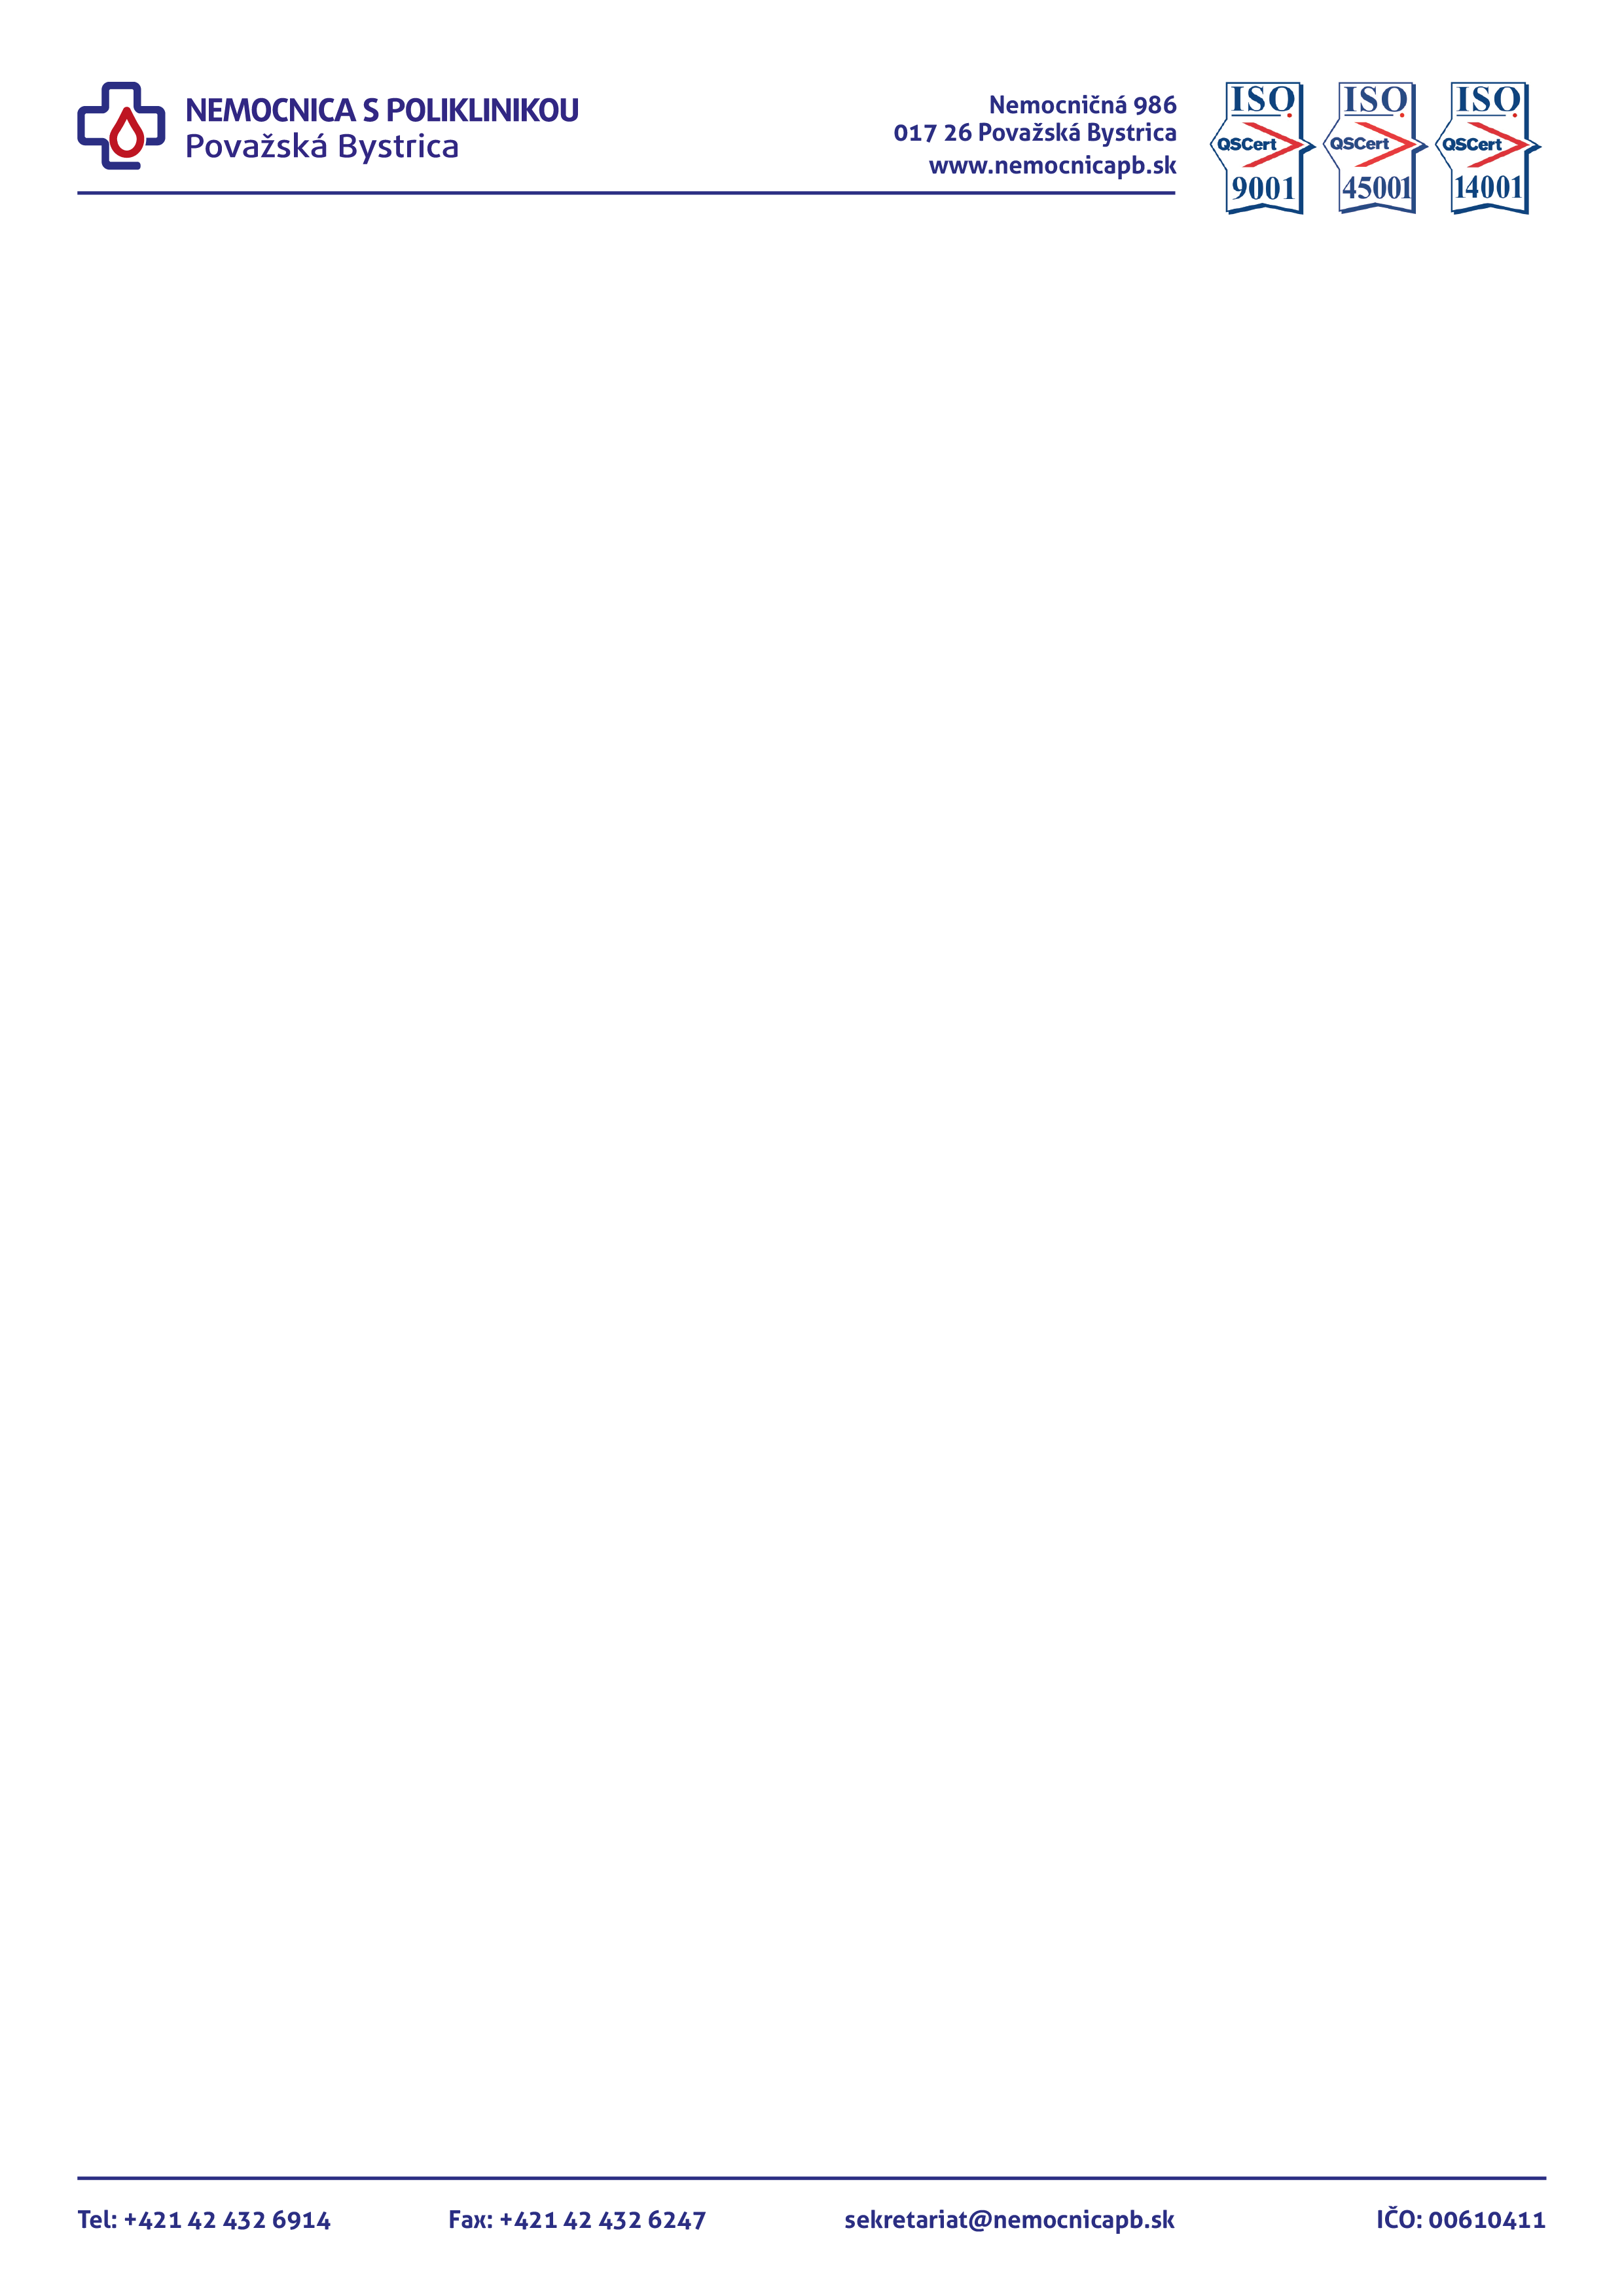 NEMOCNICA S POLIKLINIKOU
Považská Bystrica
Nemocničná 986
017 26 Považská Bystrica
www.nemocnicapb.sk
ISO
QSCert
9001
ISO
QSCert
45001
ISO
QSCert
14001
Tel: +421 42 432 6914
Fax: +421 42 432 6247
sekretariat@nemocnicapb.sk
IČO: 00610411